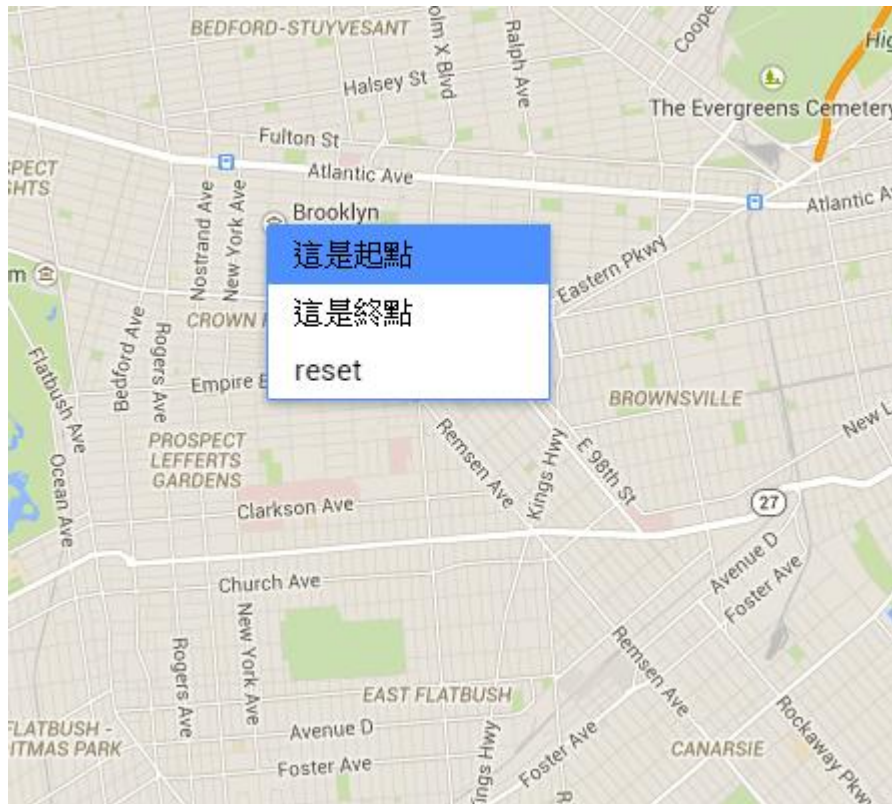 BEDFORD-STUYVESANT
olm X Blvd
Ralph Ave
Cooper
Hig
Halsey St
The Evergreens Cemetery
Fulton St
Atlantic Ave
SPECT
GHTS
Nostrand Ave
New York Ave
Brooklyn
Atlantic A
這是起點
Eastern Pkwy
m
這是終點
CROWN
Bedford Ave
Rogers Ave
reset
Empire B
Flatbush Ave
BROWNSVILLE
New L
PROSPECT
LEFFERTS
GARDENS
Remsen Ave
Kings Hwy
E 98th St
Ocean Ave
Clarkson Ave
27
Church Ave
Avenue D
Foster Ave
New York Ave
Rogers Ave
Remsen Ave
EAST FLATBUSH
Rockaway Pkwy
FLATBUSH -
ITMAS PARK
Avenue D
Kings Hwy
Foster Ave
CANARSIE
Foster Ave